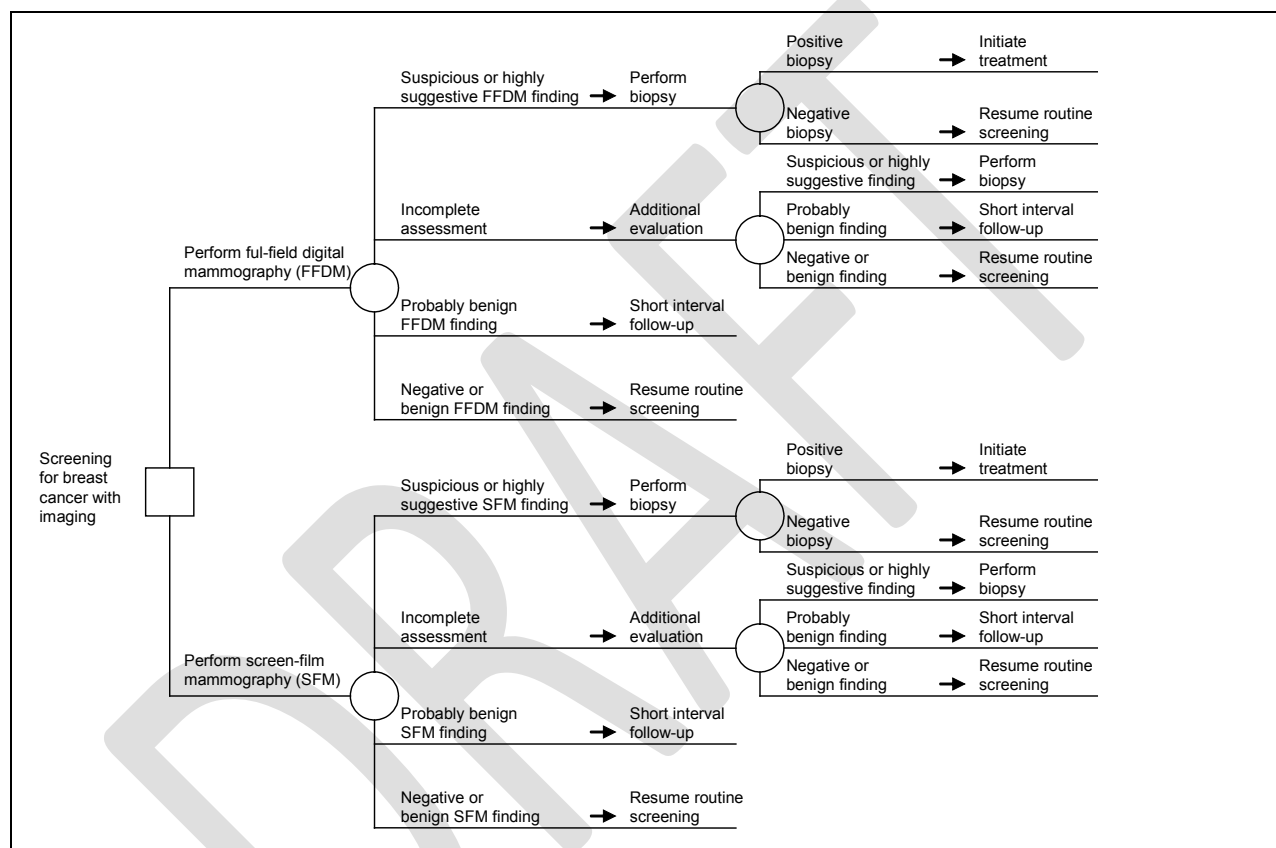 Positive
biopsy
Initiate
treatment
Suspicious or highly
suggestive FFDM finding
Perform
biopsy
Negative
biopsy
Resume routine
screening
Suspicious or highly
suggestive finding
Perform
biopsy
Incomplete
assessment
Additional
evaluation
Probably
benign finding
Short interval
follow-up
Perform ful-field digital
mammography (FFDM)
Negative or
benign finding
Resume routine
screening
Probably benign
FFDM finding
Short interval
follow-up
Negative or
benign FFDM finding
Resume routine
screening
Screening
for breast
cancer with
imaging
Positive
biopsy
Initiate
treatment
Suspicious or highly
suggestive SFM finding
Perform
biopsy
Negative
biopsy
Resume routine
screening
Suspicious or highly
suggestive finding
Perform
biopsy
Incomplete
assessment
Additional
evaluation
Probably
benign finding
Short interval
follow-up
Perform screen-film
mammography (SFM)
Negative or
benign finding
Resume routine
screening
Probably benign
SFM finding
Short interval
follow-up
Negative or
benign SFM finding
Resume routine
screening
DRAFT